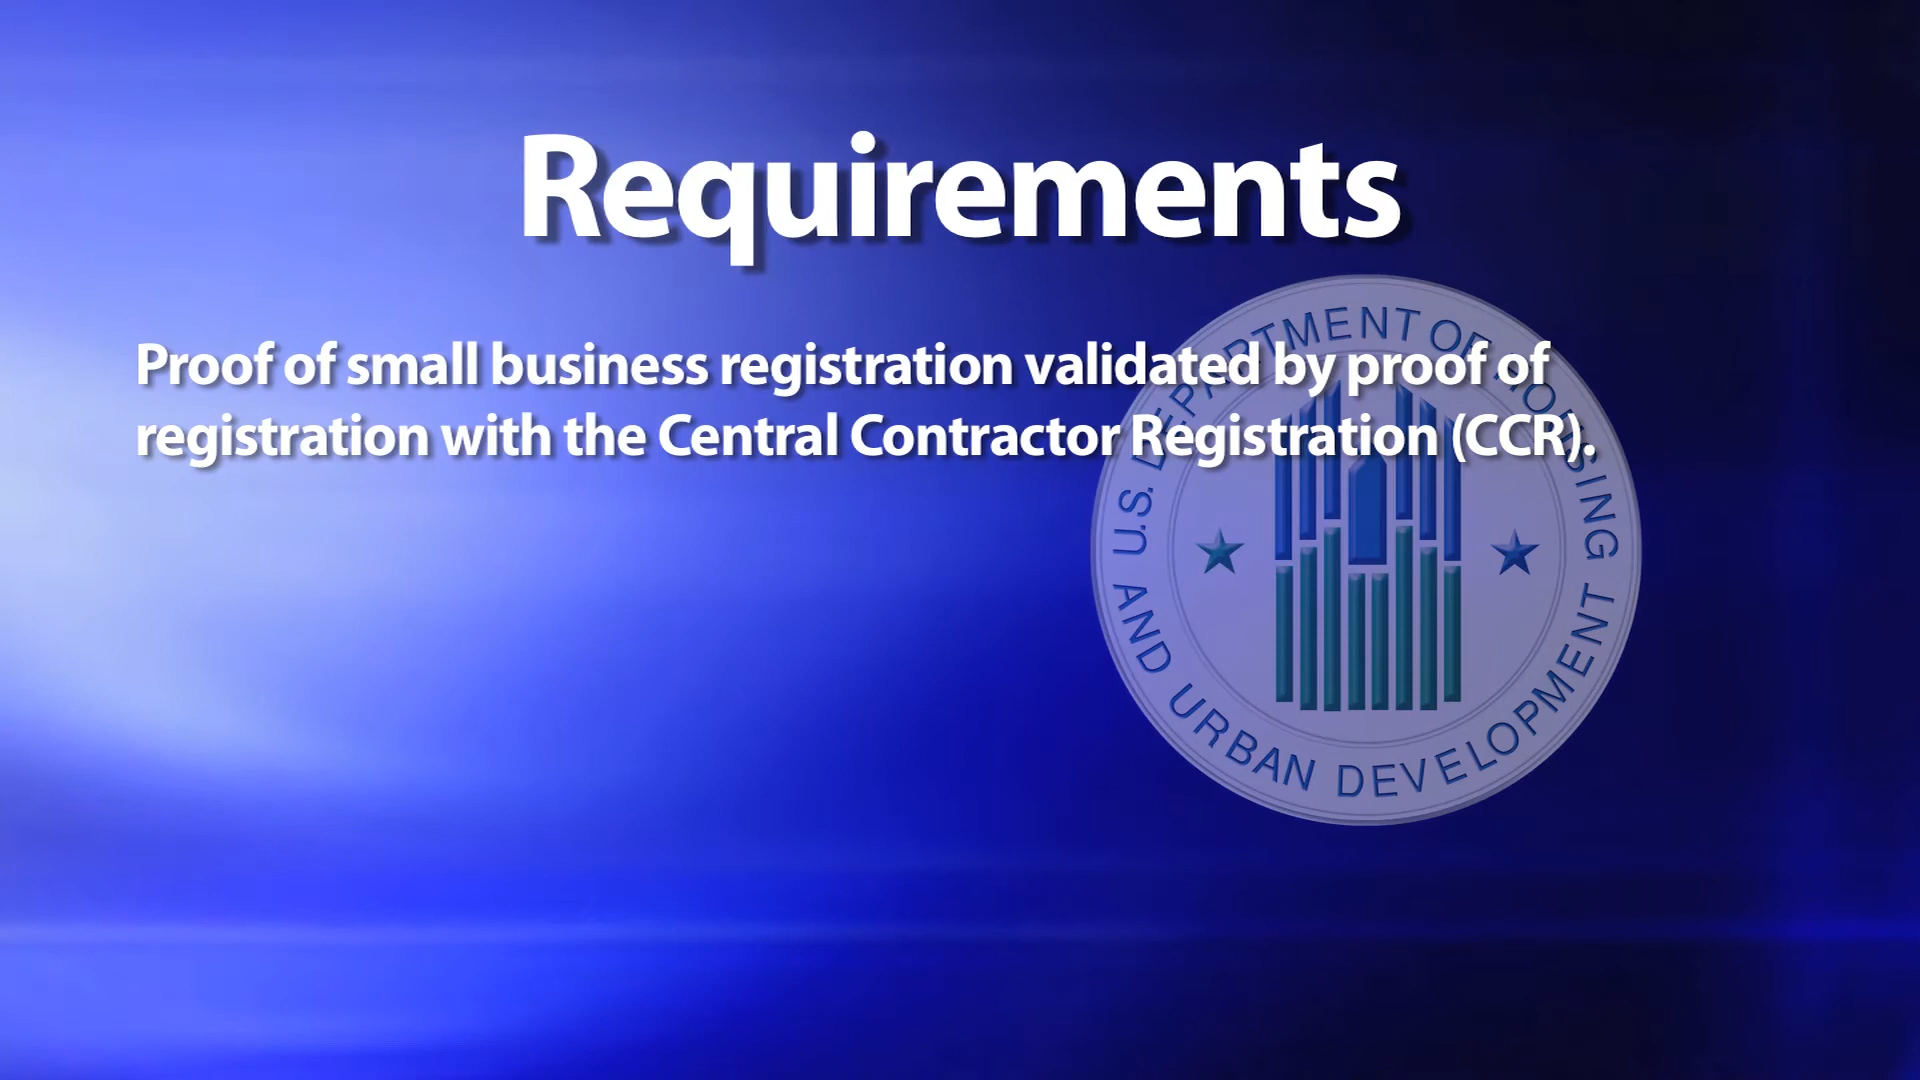 Requirements
Proof of small business registration validated by proof of
registration with the Central Contractor Registration (CCR).
U.S. DEPARTMENT OF HOUSING
AND URBAN DEVELOPMENT